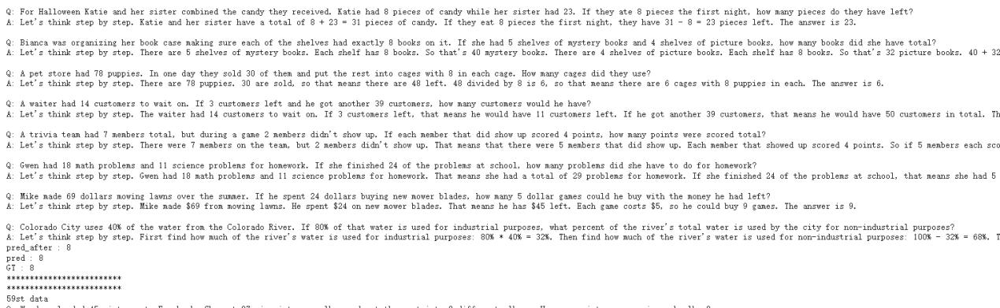 Q: For Halloween Katie and her sister combined the candy they received. Katie had 8 pieces of candy while her sister had 23. If they ate 8 pieces the first night, how many pieces do they have left?
A: Let's think step by step. Katie and her sister have a total of 8 + 23 = 31 pieces of candy. If they eat 8 pieces the first night, they have 31 - 8 = 23 pieces left. The answer is 23.
Q: Bianca was organizing her book case making sure each of the shelves had exactly 8 books on it. If she had 5 shelves of mystery books and 4 shelves of picture books, how many books did she have total?
A: Let's think step by step. There are 5 shelves of mystery books. Each shelf has 8 books. So that's 40 mystery books. There are 4 shelves of picture books. Each shelf has 8 books. So that's 32 picture books. 40 + 32
Q: A pet store had 78 puppies. In one day they sold 30 of them and put the rest into cages with 8 in each cage. How many cages did they use?
A: Let's think step by step. There are 78 puppies. 30 are sold, so that means there are 48 left. 48 divided by 8 is 6, so that means there are 6 cages with 8 puppies in each. The answer is 6.
Q: A waiter had 14 customers to wait on. If 3 customers left and he got another 39 customers, how many customers would he have?
A: Let's think step by step. The waiter had 14 customers to wait on. If 3 customers left, that means he would have 11 customers left. If he got another 39 customers, that means he would have 50 customers in total. Th
Q: A trivia team had 7 members total, but during a game 2 members didn't show up. If each member that did show up scored 4 points, how many points were scored total?
A: Let's think step by step. There were 7 members on the team, but 2 members didn't show up. That means that there were 5 members that did show up. Each member that showed up scored 4 points. So if 5 members each sco
Q: Gwen had 18 math problems and 11 science problems for homework. If she finished 24 of the problems at school, how many problems did she have to do for homework?
A: Let's think step by step. Gwen had 18 math problems and 11 science problems for homework. That means she had a total of 29 problems for homework. If she finished 24 of the problems at school, that means she had 5
Q: Mike made 69 dollars mowing lawns over the summer. If he spent 24 dollars buying new mower blades, how many 5 dollar games could he buy with the money he had left?
A: Let's think step by step. Mike made $69 from mowing lawns. He spent $24 on new mower blades. That means he has $45 left. Each game costs $5, so he could buy 9 games. The answer is 9.
Q: Colorado City uses 40% of the water from the Colorado River. If 80% of that water is used for industrial purposes, what percent of the river's total water is used by the city for non-industrial purposes?
A: Let's think step by step. First find how much of the river's water is used for industrial purposes: 80% * 40% = 32%. Then find how much of the river's water is used for non-industrial purposes: 100% - 32% = 68%. T
pred_after : 8
pred : 8
GT : 8
*************************
*************************
59st data